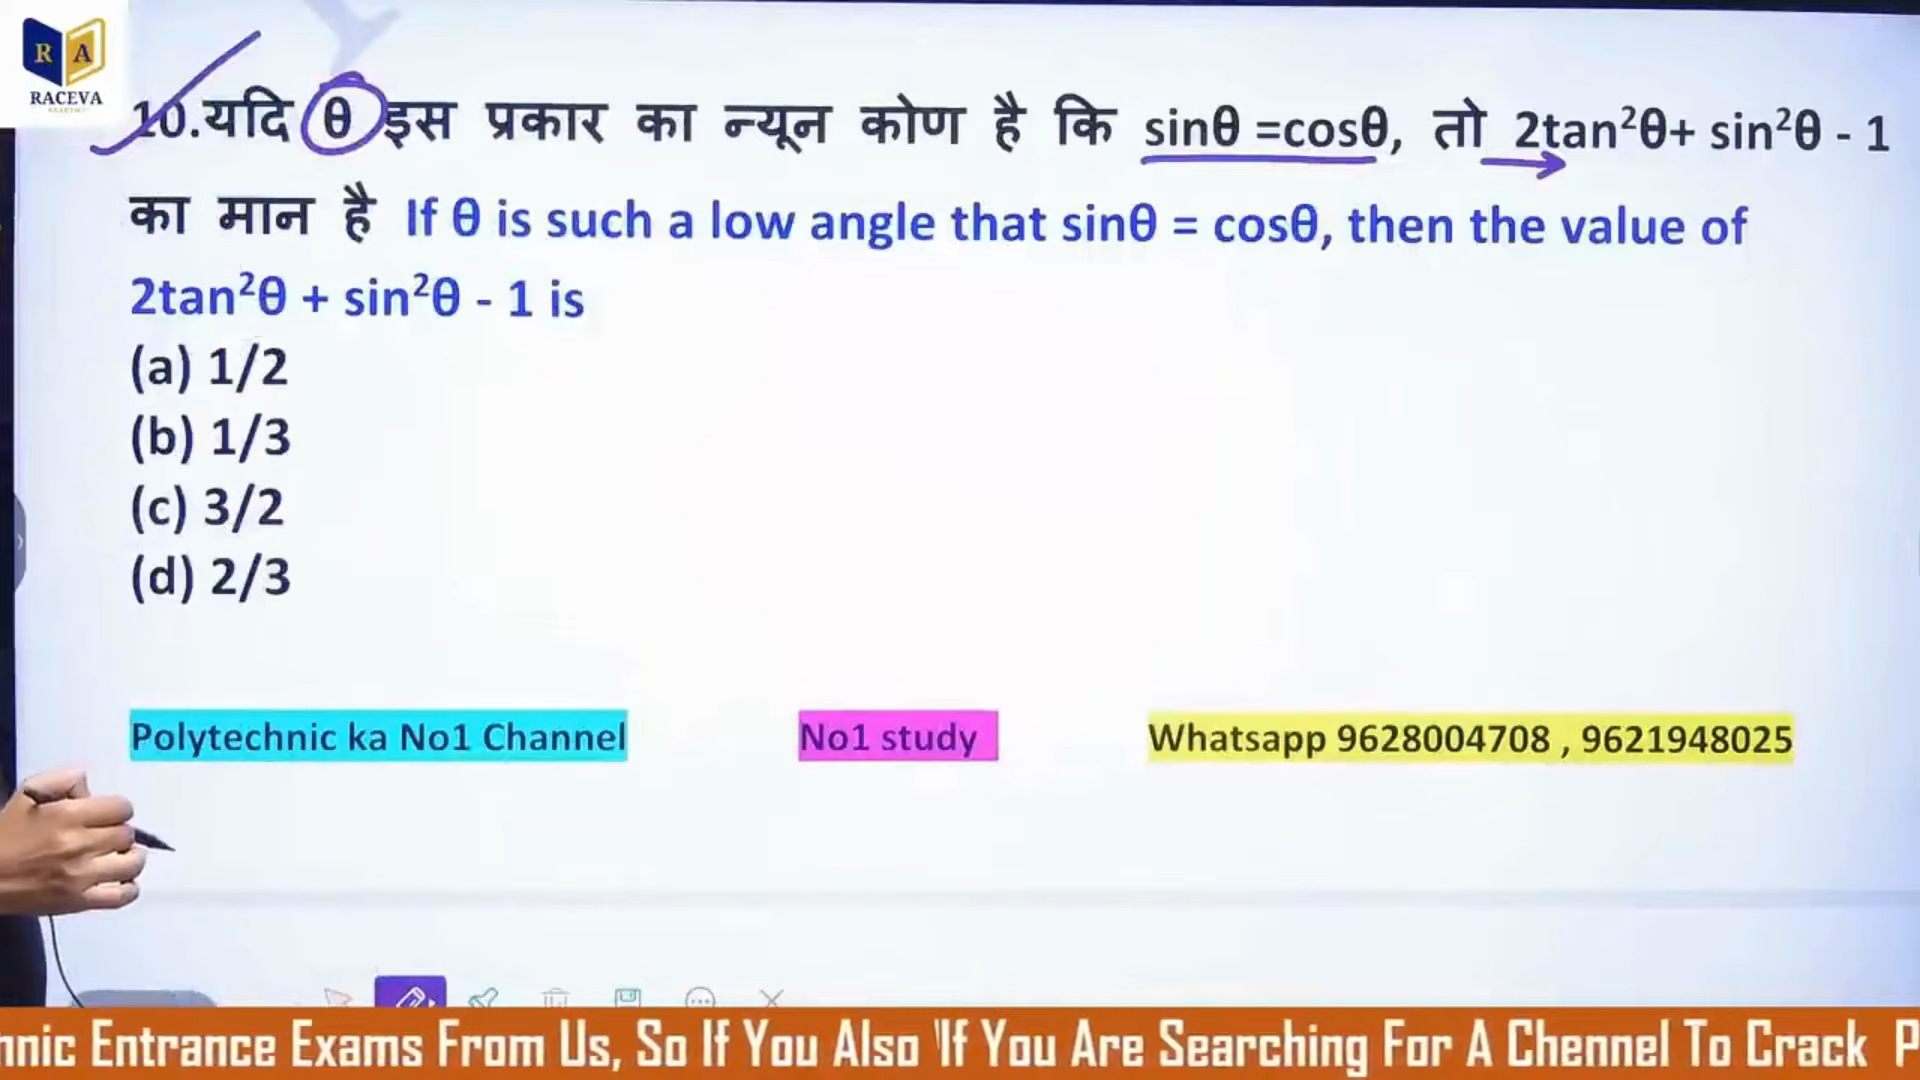 R A
RACEVA
ACADEMY
10.यदि θ इस प्रकार का न्यून कोण है कि sinθ =cosθ, तो 2tan²θ+ sin²θ - 1
का मान है If θ is such a low angle that sinθ = cosθ, then the value of
2tan²θ + sin²θ - 1 is
(a) 1/2
(b) 1/3
(c) 3/2
(d) 2/3
Polytechnic ka No1 Channel No1 study Whatsapp 9628004708 , 9621948025
hnic Entrance Exams From Us, So If You Also 'If You Are Searching For A Chennel To Crack P